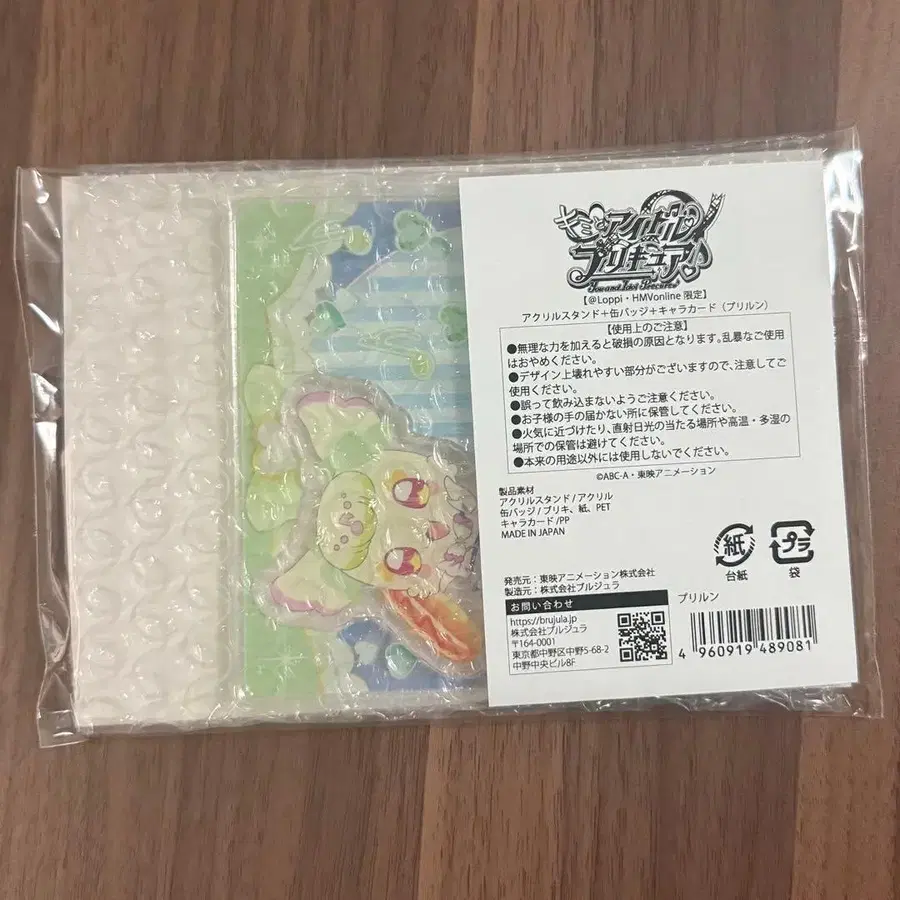 キミとアイドル
プリキュア♪
You and Idol Precure
【@Loppi・HMVonline 限定】
アクリルスタンド＋缶バッジ＋キャラカード（プリルン）
【使用上のご注意】
●無理な力を加えると破損の原因となります。乱暴なご使用
はおやめください。
●デザイン上壊れやすい部分がございますので、注意してご
使用ください。
●誤って飲み込まないようご注意ください。
●お子様の手の届かない所に保管してください。
●火気に近づけたり、直射日光の当たる場所や高温・多湿の
場所での保管は避けてください。
●本来の用途以外には使用しないでください。
©ABC-A・東映アニメーション
製品素材
アクリルスタンド / アクリル
缶バッジ / ブリキ、紙、PET
キャラカード /PP
MADE IN JAPAN
紙
台紙
プラ
袋
発売元：東映アニメーション株式会社
製造元：株式会社ブルジュラ
お問い合わせ
https://brujula.jp
株式会社ブルジュラ
〒164-0001
東京都中野区中野5-68-2
中野中央ビル8F
プリルン
4 960919 489081